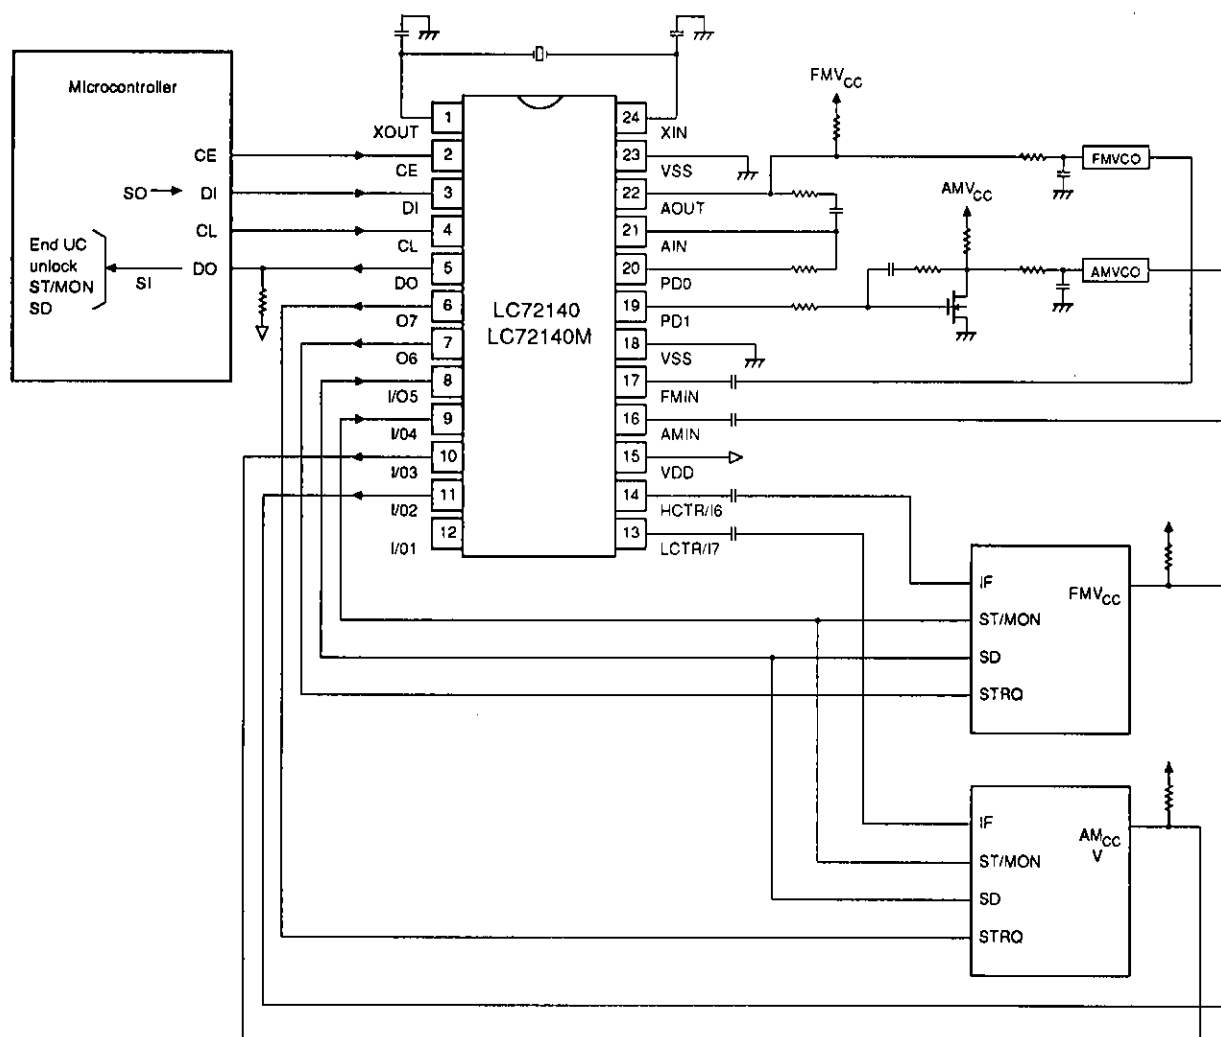 Microcontroller
CE
SO
DI
CL
End UC
unlock
ST/MON
SD
SI
DO
LC72140
LC72140M
1
XOUT
2
CE
3
DI
4
CL
5
DO
6
O7
7
O6
8
I/O5
9
I/04
10
I/03
11
I/02
12
I/01
24
XIN
23
VSS
22
AOUT
21
AIN
20
PD0
19
PD1
18
VSS
17
FMIN
16
AMIN
15
VDD
14
HCTR/I6
13
LCTR/I7
FMVCC
FMVCO
AMVCC
AMVCO
IF
FMVCC
ST/MON
SD
STRQ
IF
AMCC
V
ST/MON
SD
STRQ